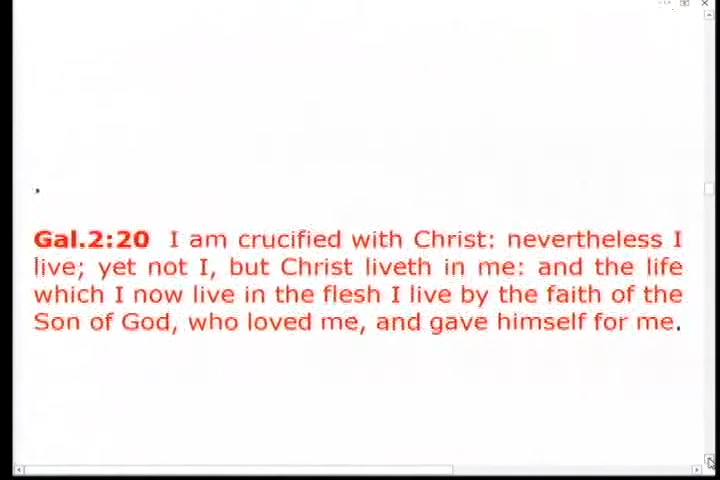 Gal.2:20 I am crucified with Christ: nevertheless I
live; yet not I, but Christ liveth in me: and the life
which I now live in the flesh I live by the faith of the
Son of God, who loved me, and gave himself for me.